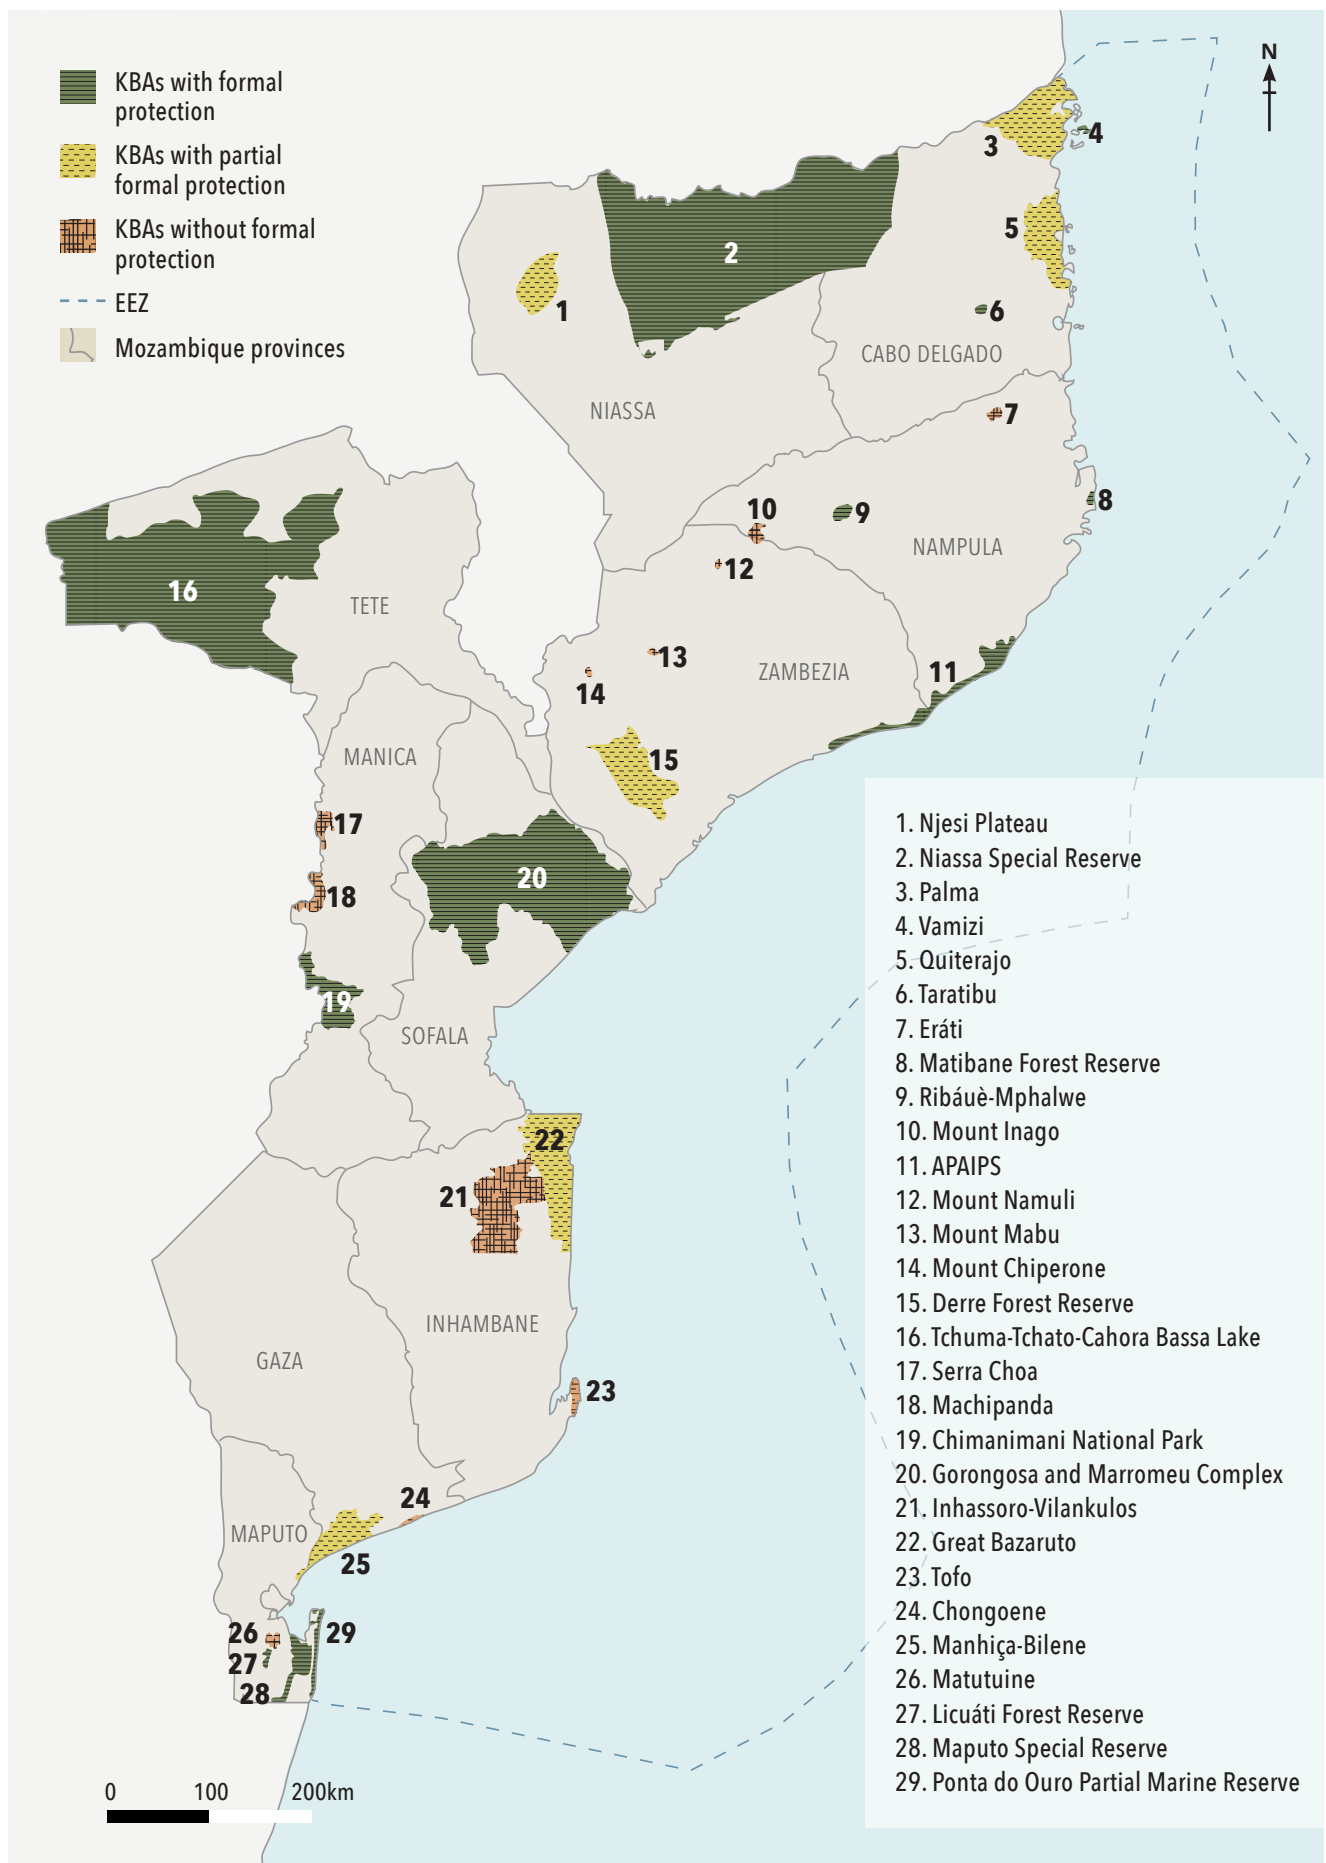 KBAs with formal
protection
KBAs with partial
formal protection
KBAs without formal
protection
EEZ
Mozambique provinces
N
4
3
5
2
1
6
CABO DELGADO
NIASSA
7
8
10
9
NAMPULA
12
16
TETE
13
ZAMBEZIA
11
14
MANICA
15
17
20
18
19
SOFALA
22
21
INHAMBANE
GAZA
23
24
MAPUTO
25
26
29
27
28
0 100 200km
1. Njesi Plateau
2. Niassa Special Reserve
3. Palma
4. Vamizi
5. Quiterajo
6. Taratibu
7. Eráti
8. Matibane Forest Reserve
9. Ribáuè-Mphalwe
10. Mount Inago
11. APAIPS
12. Mount Namuli
13. Mount Mabu
14. Mount Chiperone
15. Derre Forest Reserve
16. Tchuma-Tchato-Cahora Bassa Lake
17. Serra Choa
18. Machipanda
19. Chimanimani National Park
20. Gorongosa and Marromeu Complex
21. Inhassoro-Vilankulos
22. Great Bazaruto
23. Tofo
24. Chongoene
25. Manhiça-Bilene
26. Matutuine
27. Licuáti Forest Reserve
28. Maputo Special Reserve
29. Ponta do Ouro Partial Marine Reserve